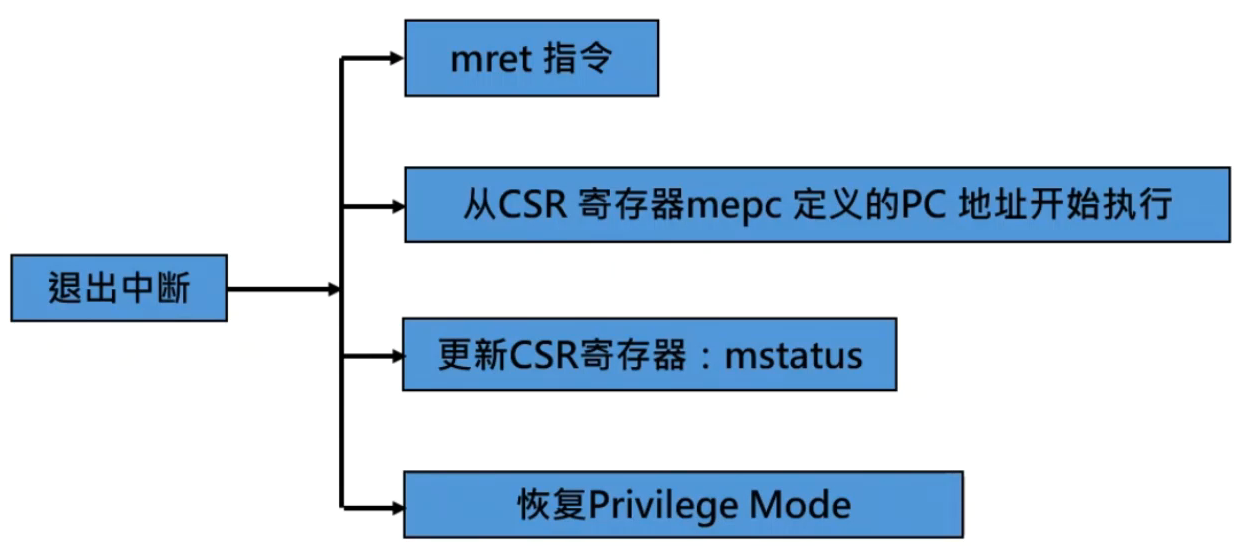 mret 指令
从CSR 寄存器mepc 定义的PC 地址开始执行
退出中断
更新CSR寄存器：mstatus
恢复Privilege Mode